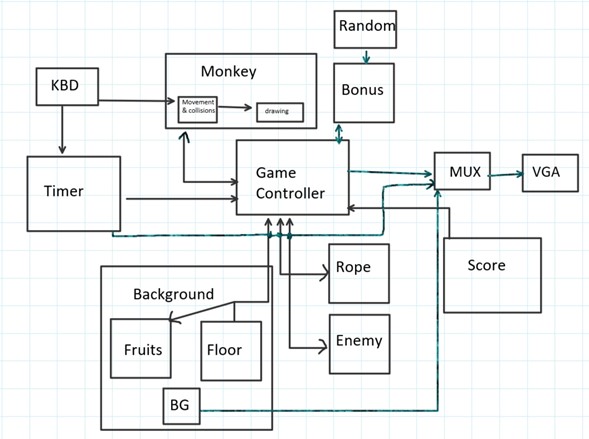 Random
Monkey
KBD
Bonus
Movement
& collisions
drawing
Game
Controller
MUX
VGA
Timer
Score
Rope
Background
Enemy
Fruits
Floor
BG